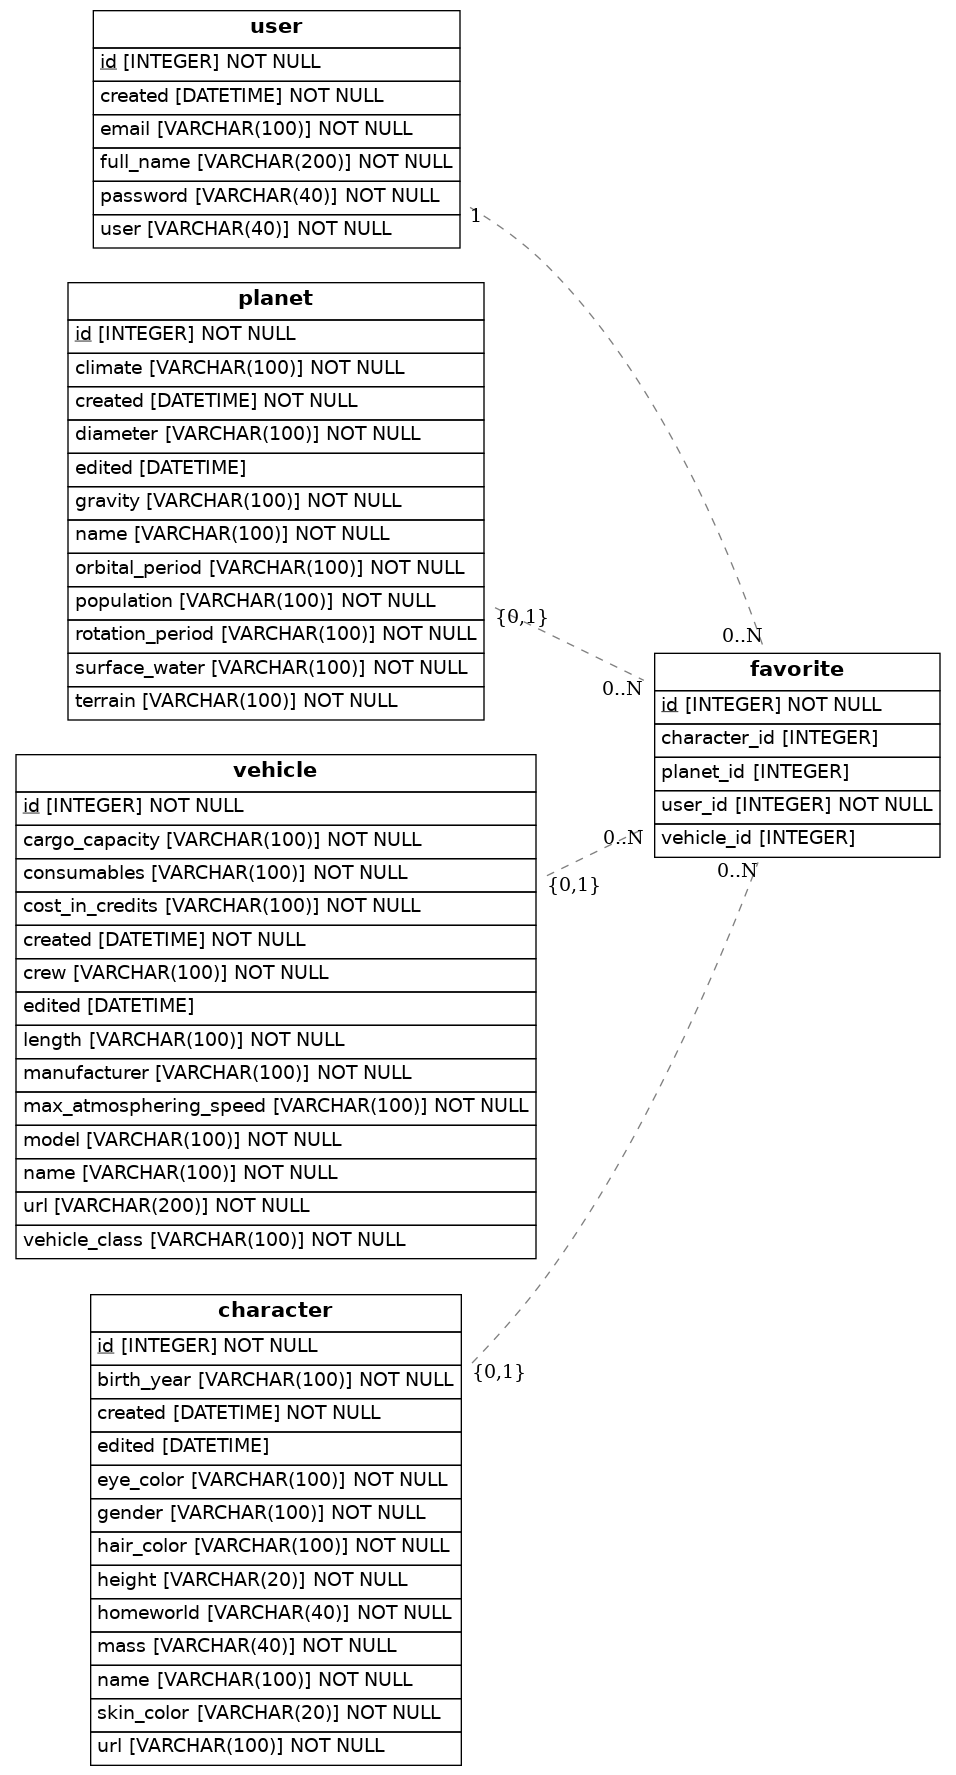 user
id [INTEGER] NOT NULL
created [DATETIME] NOT NULL
email [VARCHAR(100)] NOT NULL
full_name [VARCHAR(200)] NOT NULL
password [VARCHAR(40)] NOT NULL
user [VARCHAR(40)] NOT NULL
1
0..N
planet
id [INTEGER] NOT NULL
climate [VARCHAR(100)] NOT NULL
created [DATETIME] NOT NULL
diameter [VARCHAR(100)] NOT NULL
edited [DATETIME]
gravity [VARCHAR(100)] NOT NULL
name [VARCHAR(100)] NOT NULL
orbital_period [VARCHAR(100)] NOT NULL
population [VARCHAR(100)] NOT NULL
rotation_period [VARCHAR(100)] NOT NULL
surface_water [VARCHAR(100)] NOT NULL
terrain [VARCHAR(100)] NOT NULL
{0,1}
0..N
favorite
id [INTEGER] NOT NULL
character_id [INTEGER]
planet_id [INTEGER]
user_id [INTEGER] NOT NULL
vehicle_id [INTEGER]
vehicle
id [INTEGER] NOT NULL
cargo_capacity [VARCHAR(100)] NOT NULL
consumables [VARCHAR(100)] NOT NULL
cost_in_credits [VARCHAR(100)] NOT NULL
created [DATETIME] NOT NULL
crew [VARCHAR(100)] NOT NULL
edited [DATETIME]
length [VARCHAR(100)] NOT NULL
manufacturer [VARCHAR(100)] NOT NULL
max_atmosphering_speed [VARCHAR(100)] NOT NULL
model [VARCHAR(100)] NOT NULL
name [VARCHAR(100)] NOT NULL
url [VARCHAR(200)] NOT NULL
vehicle_class [VARCHAR(100)] NOT NULL
0..N
{0,1}
0..N
character
id [INTEGER] NOT NULL
birth_year [VARCHAR(100)] NOT NULL
created [DATETIME] NOT NULL
edited [DATETIME]
eye_color [VARCHAR(100)] NOT NULL
gender [VARCHAR(100)] NOT NULL
hair_color [VARCHAR(100)] NOT NULL
height [VARCHAR(20)] NOT NULL
homeworld [VARCHAR(40)] NOT NULL
mass [VARCHAR(40)] NOT NULL
name [VARCHAR(100)] NOT NULL
skin_color [VARCHAR(20)] NOT NULL
url [VARCHAR(100)] NOT NULL
{0,1}